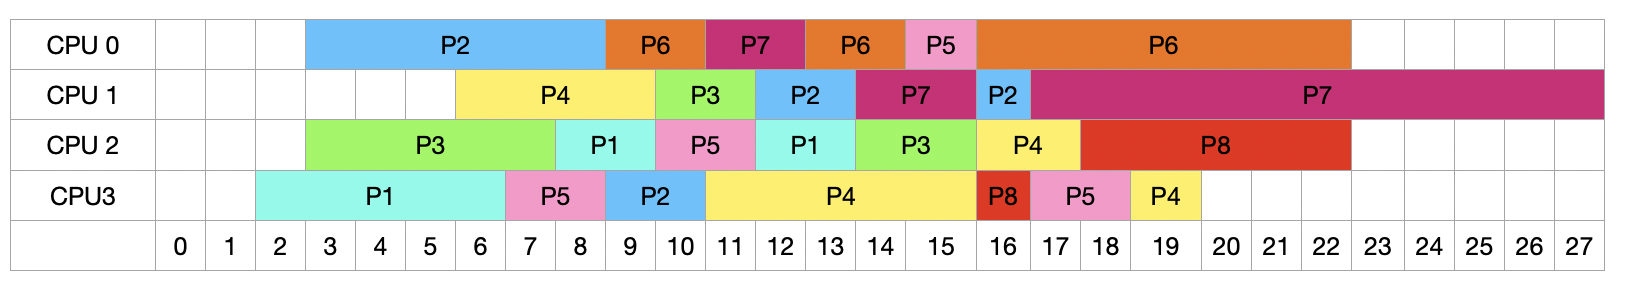 CPU 0 P2 P6 P7 P6 P5 P6
CPU 1 P4 P3 P2 P7 P2 P7
CPU 2 P3 P1 P5 P1 P3 P4 P8
CPU3 P1 P5 P2 P4 P8 P5 P4
0 1 2 3 4 5 6 7 8 9 10 11 12 13 14 15 16 17 18 19 20 21 22 23 24 25 26 27